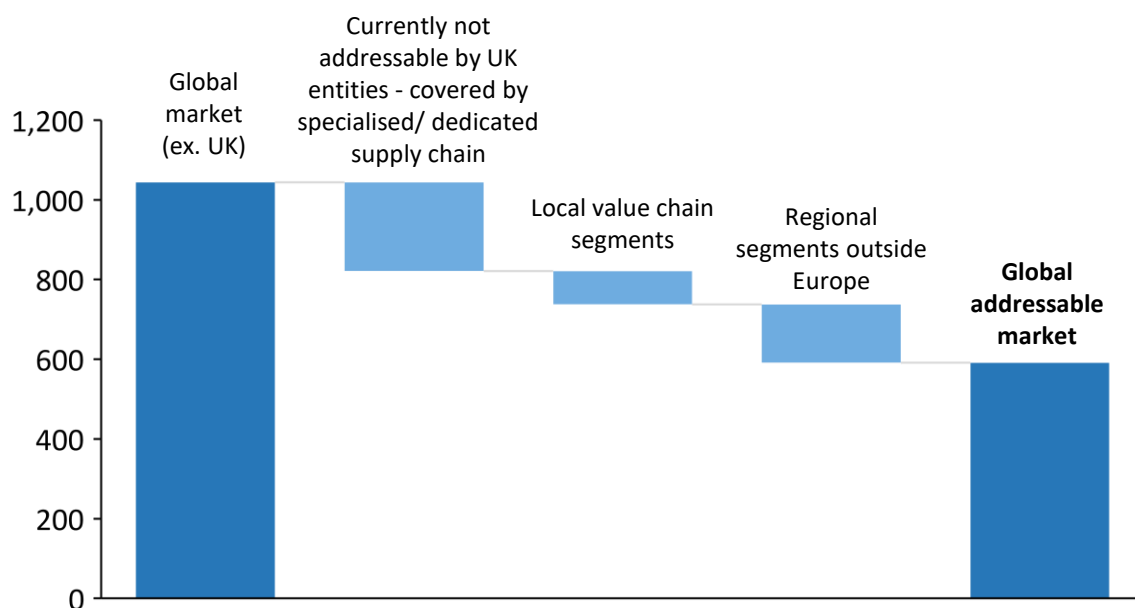 Currently not
addressable by UK
entities - covered by
specialised/ dedicated
supply chain
Global
market
(ex. UK)
Local value chain
segments
Regional
segments outside
Europe
Global
addressable
market
1,200
1,000
800
600
400
200
0